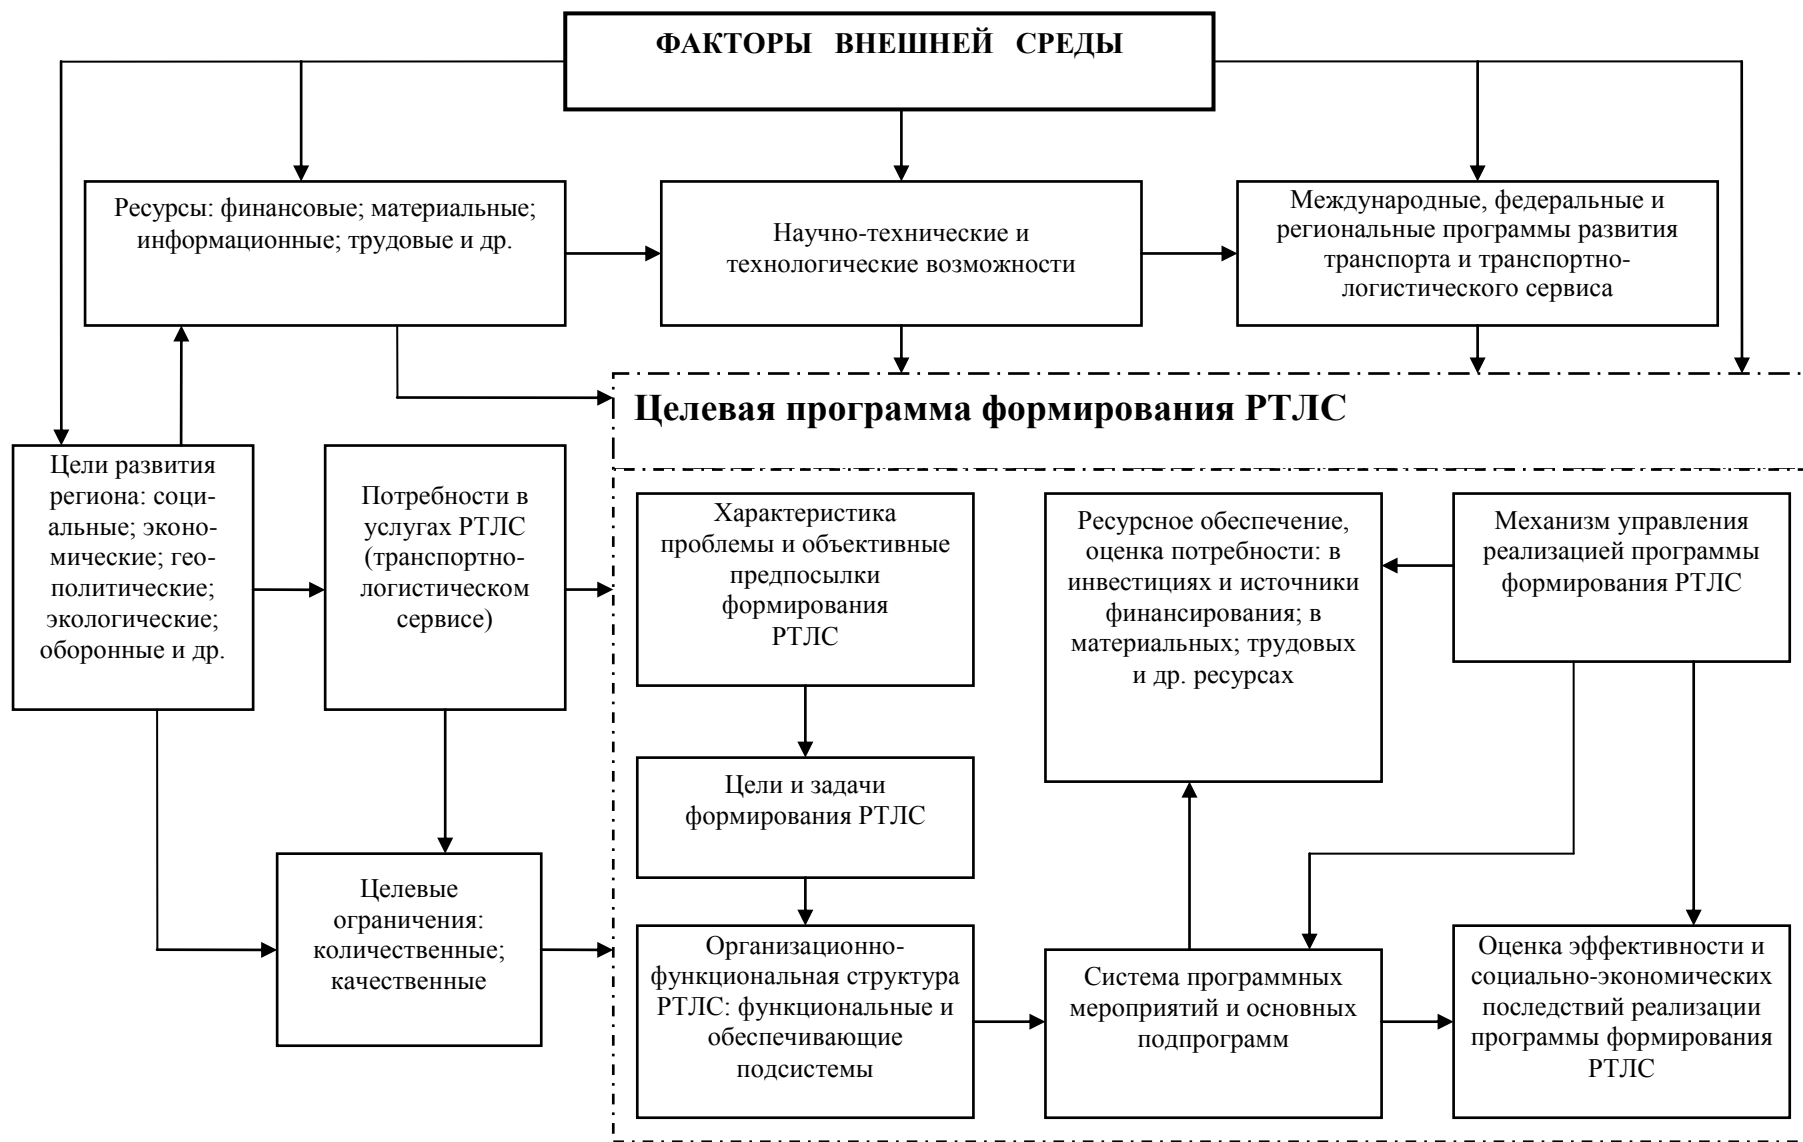 ФАКТОРЫ ВНЕШНЕЙ СРЕДЫ
Ресурсы: финансовые; материальные;
информационные; трудовые и др.
Научно-технические и
технологические возможности
Международные, федеральные и
региональные программы развития
транспорта и транспортно-
логистического сервиса
Целевая программа формирования РТЛС
Цели развития
региона: соци-
альные; эконо-
мические; гео-
политические;
экологические;
оборонные и др.
Потребности в
услугах РТЛС
(транспортно-
логистическом
сервисе)
Характеристика
проблемы и объективные
предпосылки
формирования
РТЛС
Ресурсное обеспечение,
оценка потребности: в
инвестициях и источники
финансирования; в
материальных; трудовых
и др. ресурсах
Механизм управления
реализацией программы
формирования РТЛС
Цели и задачи
формирования РТЛС
Целевые
ограничения:
количественные;
качественные
Организационно-
функциональная структура
РТЛС: функциональные и
обеспечивающие
подсистемы
Система программных
мероприятий и основных
подпрограмм
Оценка эффективности и
социально-экономических
последствий реализации
программы формирования
РТЛС